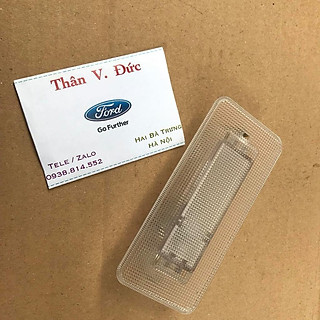 Thân V. Đức
Ford
Go Further
Hai Bà Trưng
Hà Nội
Tele / Zalo
0938.814.552